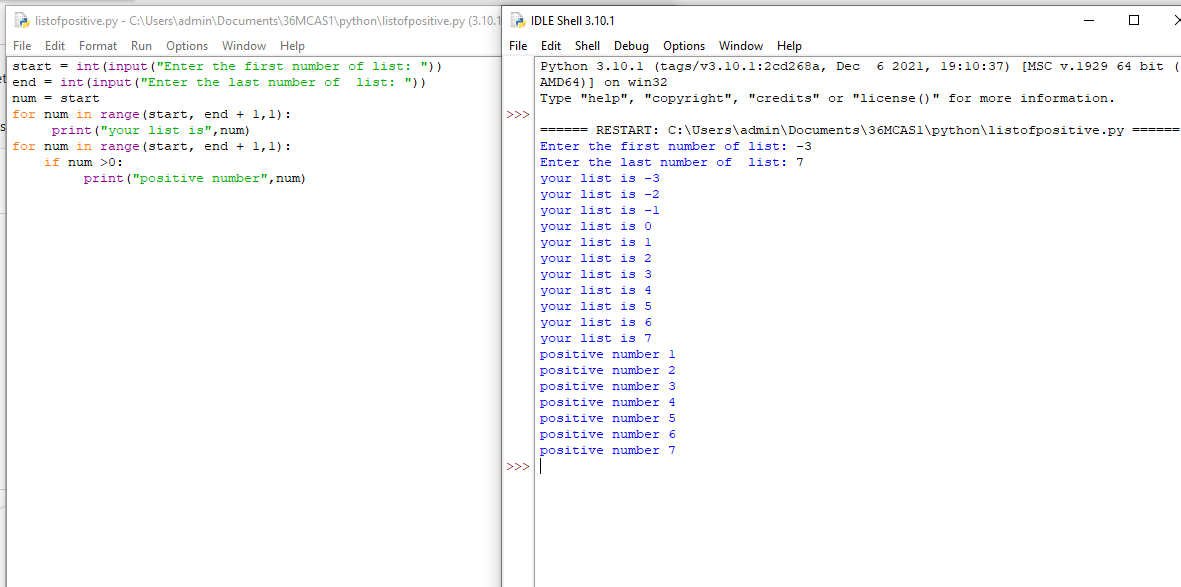 listofpositive.py - C:\Users\admin\Documents\36MCAS1\python\listofpositive.py (3.10.1
File Edit Format Run Options Window Help
start = int(input("Enter the first number of list: "))
end = int(input("Enter the last number of  list: "))
num = start
for num in range(start, end + 1,1):
     print("your list is",num)
for num in range(start, end + 1,1):
    if num >0:
         print("positive number",num)
IDLE Shell 3.10.1
File Edit Shell Debug Options Window Help
Python 3.10.1 (tags/v3.10.1:2cd268a, Dec  6 2021, 19:10:37) [MSC v.1929 64 bit (
AMD64)] on win32
Type "help", "copyright", "credits" or "license()" for more information.
>>>
====== RESTART: C:\Users\admin\Documents\36MCAS1\python\listofpositive.py ======
Enter the first number of list: -3
Enter the last number of  list: 7
your list is -3
your list is -2
your list is -1
your list is 0
your list is 1
your list is 2
your list is 3
your list is 4
your list is 5
your list is 6
your list is 7
positive number 1
positive number 2
positive number 3
positive number 4
positive number 5
positive number 6
positive number 7
>>>